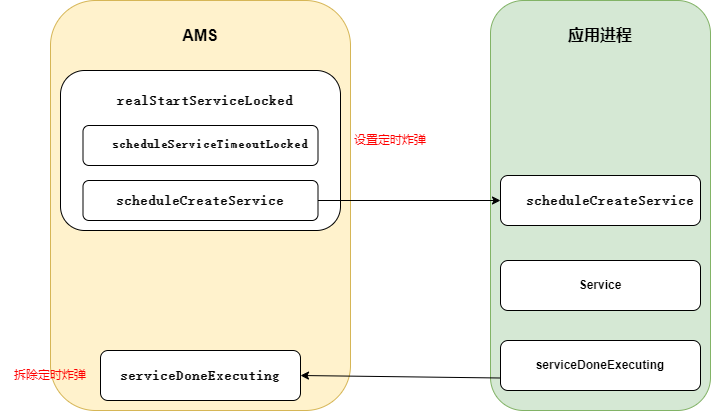 AMS
应用进程
realStartServiceLocked
scheduleServiceTimeoutLocked
设置定时炸弹
scheduleCreateService
scheduleCreateService
Service
serviceDoneExecuting
拆除定时炸弹
serviceDoneExecuting